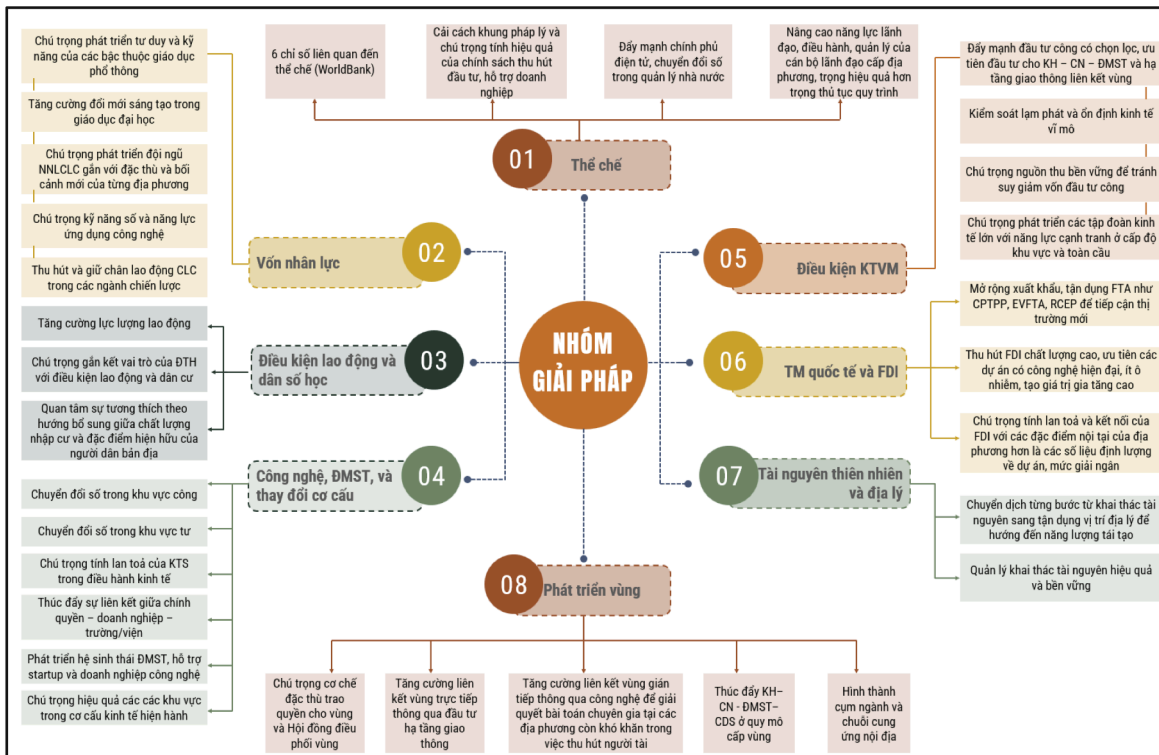 6 chỉ số liên quan đến
thể chế (WorldBank)
Cải cách khung pháp lý và
chú trọng tính hiệu quả
của chính sách thu hút
đầu tư, hỗ trợ doanh
nghiệp
Đẩy mạnh chính phủ
điện tử, chuyển đổi số
trong quản lý nhà nước
Nâng cao năng lực lãnh
đạo, điều hành, quản lý của
cán bộ lãnh đạo cấp địa
phương, trọng hiệu quả hơn
trọng thủ tục quy trình
01
Thể chế
Chú trọng phát triển tư duy và kỹ
năng của các bậc thuộc giáo dục
phổ thông
Tăng cường đổi mới sáng tạo trong
giáo dục đại học
Chú trọng phát triển đội ngũ
NNLCLC gắn với đặc thù và bối
cảnh mới của từng địa phương
Chú trọng kỹ năng số và năng lực
ứng dụng công nghệ
Thu hút và giữ chân lao động CLC
trong các ngành chiến lược
Vốn nhân lực
02
Tăng cường lực lượng lao động
Chú trọng gắn kết vai trò của ĐTH
với điều kiện lao động và dân cư
Quan tâm sự tương thích theo
hướng bổ sung giữa chất lượng
nhập cư và đặc điểm hiện hữu của
người dân bản địa
Điều kiện lao động và
dân số học
03
Chuyển đổi số trong khu vực công
Chuyển đổi số trong khu vực tư
Chú trọng tính lan toả của KTS
trong điều hành kinh tế
Thúc đẩy sự liên kết giữa chính
quyền – doanh nghiệp –
trường/viện
Phát triển hệ sinh thái ĐMST, hỗ trợ
startup và doanh nghiệp công nghệ
Chú trọng hiệu quả các các khu vực
trong cơ cấu kinh tế hiện hành
Công nghệ, ĐMST, và
thay đổi cơ cấu
04
NHÓM
GIẢI PHÁP
05
Điều kiện KTVM
Đẩy mạnh đầu tư công có chọn lọc, ưu
tiên đầu tư cho KH – CN – ĐMST và hạ
tầng giao thông liên kết vùng
Kiểm soát lạm phát và ổn định kinh tế
vĩ mô
Chú trọng nguồn thu bền vững để tránh
suy giảm vốn đầu tư công
Chú trọng phát triển các tập đoàn kinh
tế lớn với năng lực cạnh tranh ở cấp độ
khu vực và toàn cầu
06
TM quốc tế và FDI
Mở rộng xuất khẩu, tận dụng FTA như
CPTPP, EVFTA, RCEP để tiếp cận thị
trường mới
Thu hút FDI chất lượng cao, ưu tiên các
dự án có công nghệ hiện đại, ít ô
nhiễm, tạo giá trị gia tăng cao
Chú trọng tính lan toả và kết nối của
FDI với các đặc điểm nội tại của địa
phương hơn là các số liệu định lượng
về dự án, mức giải ngân
07
Tài nguyên thiên nhiên
và địa lý
Chuyển dịch từng bước từ khai thác tài
nguyên sang tận dụng vị trí địa lý để
hướng đến năng lượng tái tạo
Quản lý khai thác tài nguyên hiệu quả
và bền vững
08
Phát triển vùng
Chú trọng cơ chế
đặc thù trao
quyền cho vùng
và Hội đồng điều
phối vùng
Tăng cường liên
kết vùng trực tiếp
thông qua đầu tư
hạ tầng giao
thông
Tăng cường liên kết vùng gián
tiếp thông qua công nghệ để giải
quyết bài toán chuyên gia tại các
địa phương còn khó khăn trong
việc thu hút người tài
Thúc đẩy KH–
CN - ĐMST–
CDS ở quy mô
cấp vùng
Hình thành
cụm ngành và
chuỗi cung
ứng nội địa